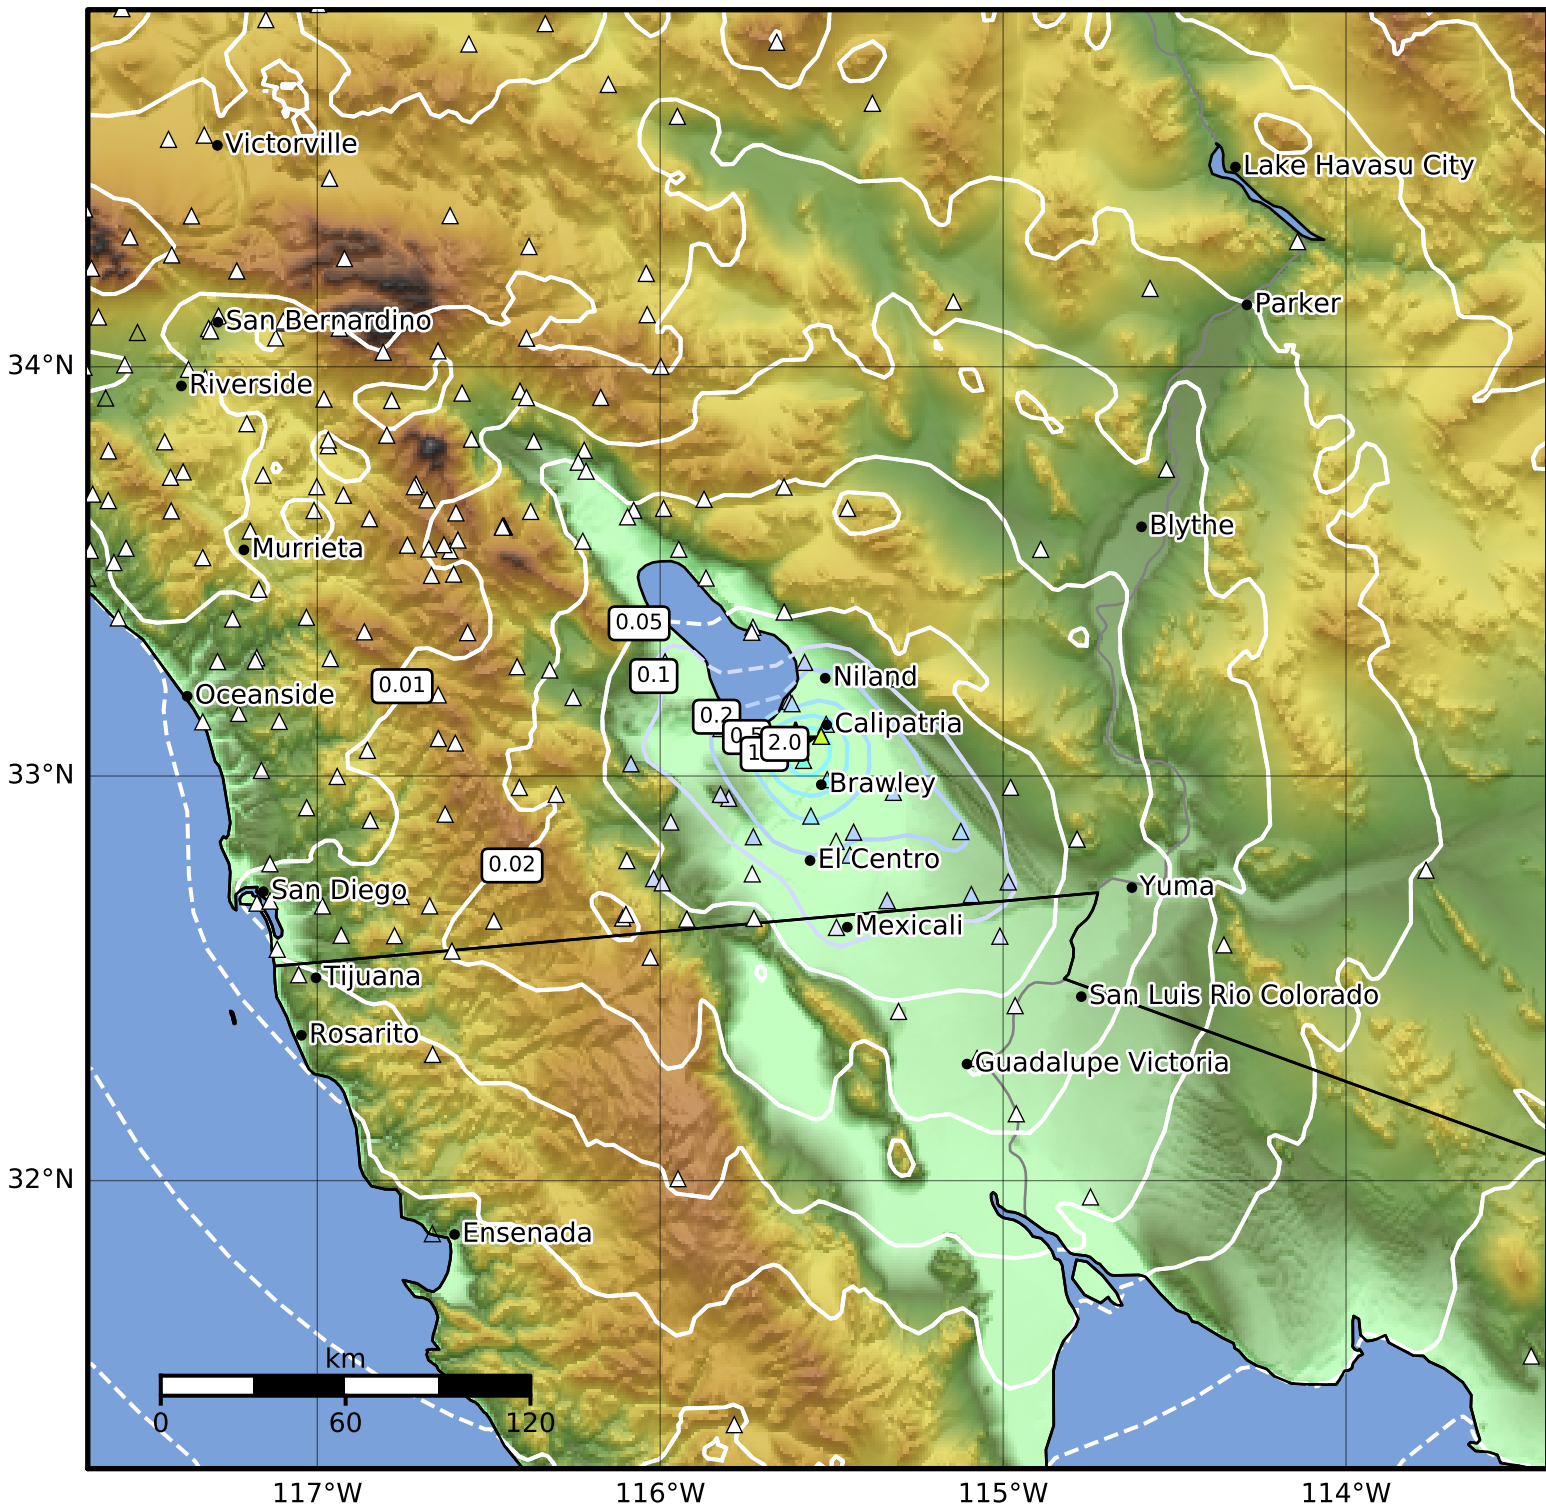 Victorville
Lake Havasu City
San Bernardino
Parker
34°N
Riverside
Blythe
Murrieta
0.05
0.1
Niland
0.01
Oceanside
0.2
Calipatria
2.0
33°N
Brawley
0.02
El Centro
San Diego
Yuma
Mexicali
Tijuana
San Luis Rio Colorado
Rosarito
Guadalupe Victoria
32°N
Ensenada
km
0 60 120
117°W 116°W 115°W 114°W